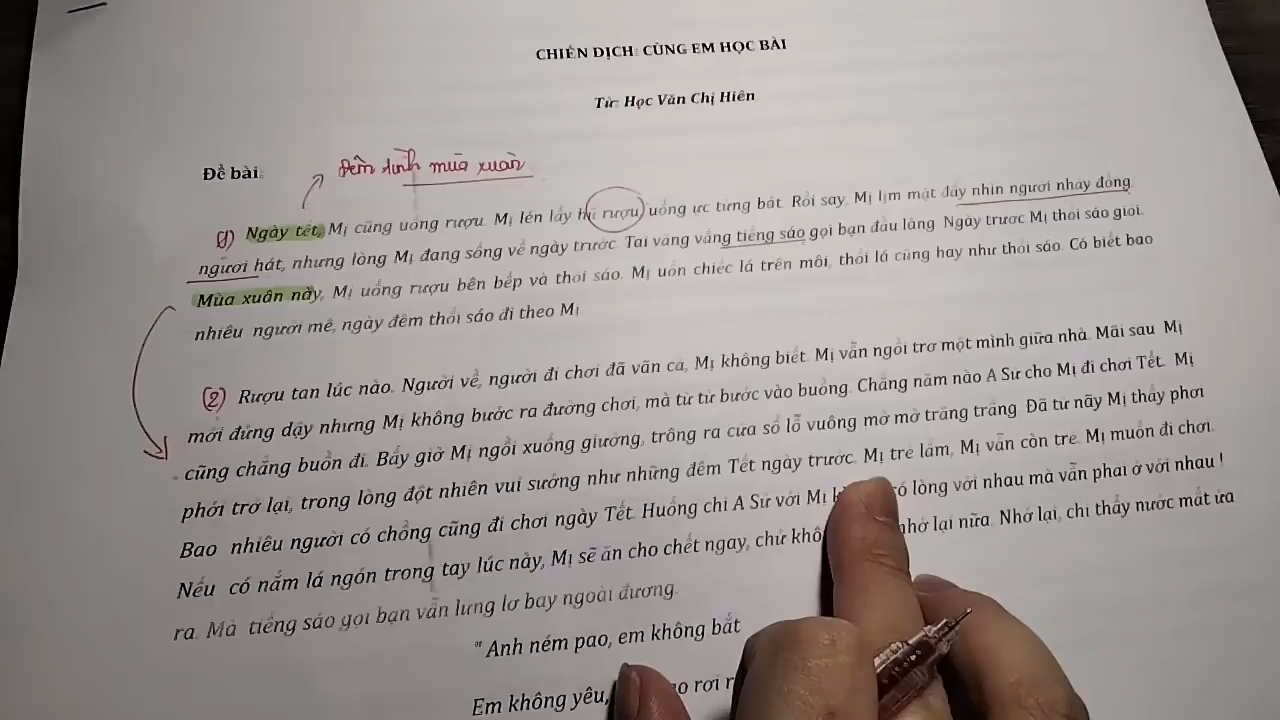 CHIẾN DỊCH: CÙNG EM HỌC BÀI
Từ: Học Văn Chị Hiên
Đề bài:
Đêm tình mùa xuân
(1) Ngày tết, Mị cũng uống rượu. Mị lén lấy hũ rượu, uống ực từng bát. Rồi say, Mị lịm mặt đấy nhìn người nhảy đồng,
người hát, nhưng lòng Mị đang sống về ngày trước. Tai văng vẳng tiếng sáo gọi bạn đầu làng. Ngày trước Mị thổi sáo giỏi.
Mùa xuân này, Mị uống rượu bên bếp và thổi sáo. Mị uốn chiếc lá trên môi, thổi lá cũng hay như thổi sáo. Có biết bao
nhiêu người mê, ngày đêm thổi sáo đi theo Mị
(2) Rượu tan lúc nào. Người về, người đi chơi đã vãn cả, Mị không biết. Mị vẫn ngồi trơ một mình giữa nhà. Mãi sau Mị
mới đứng dậy nhưng Mị không bước ra đường chơi, mà từ từ bước vào buồng. Chẳng năm nào A Sử cho Mị đi chơi Tết. Mị
cũng chẳng buồn đi. Bấy giờ Mị ngồi xuống giường, trông ra cửa sổ lỗ vuông mờ mờ trăng trắng. Đã từ nãy Mị thấy phơi
phới trở lại, trong lòng đột nhiên vui sướng như những đêm Tết ngày trước. Mị trẻ lắm, Mị vẫn còn trẻ. Mị muốn đi chơi.
Bao nhiêu người có chồng cũng đi chơi ngày Tết. Huống chi A Sử với Mị có lòng với nhau mà vẫn phải ở với nhau !
Nếu có nắm lá ngón trong tay lúc này, Mị sẽ ăn cho chết ngay, chứ nhớ lại nữa. Nhớ lại, chỉ thấy nước mắt ứa
ra. Mà tiếng sáo gọi bạn vẫn lửng lơ bay ngoài đường.
" Anh ném pao, em không bắt
Em không yêu, rơi